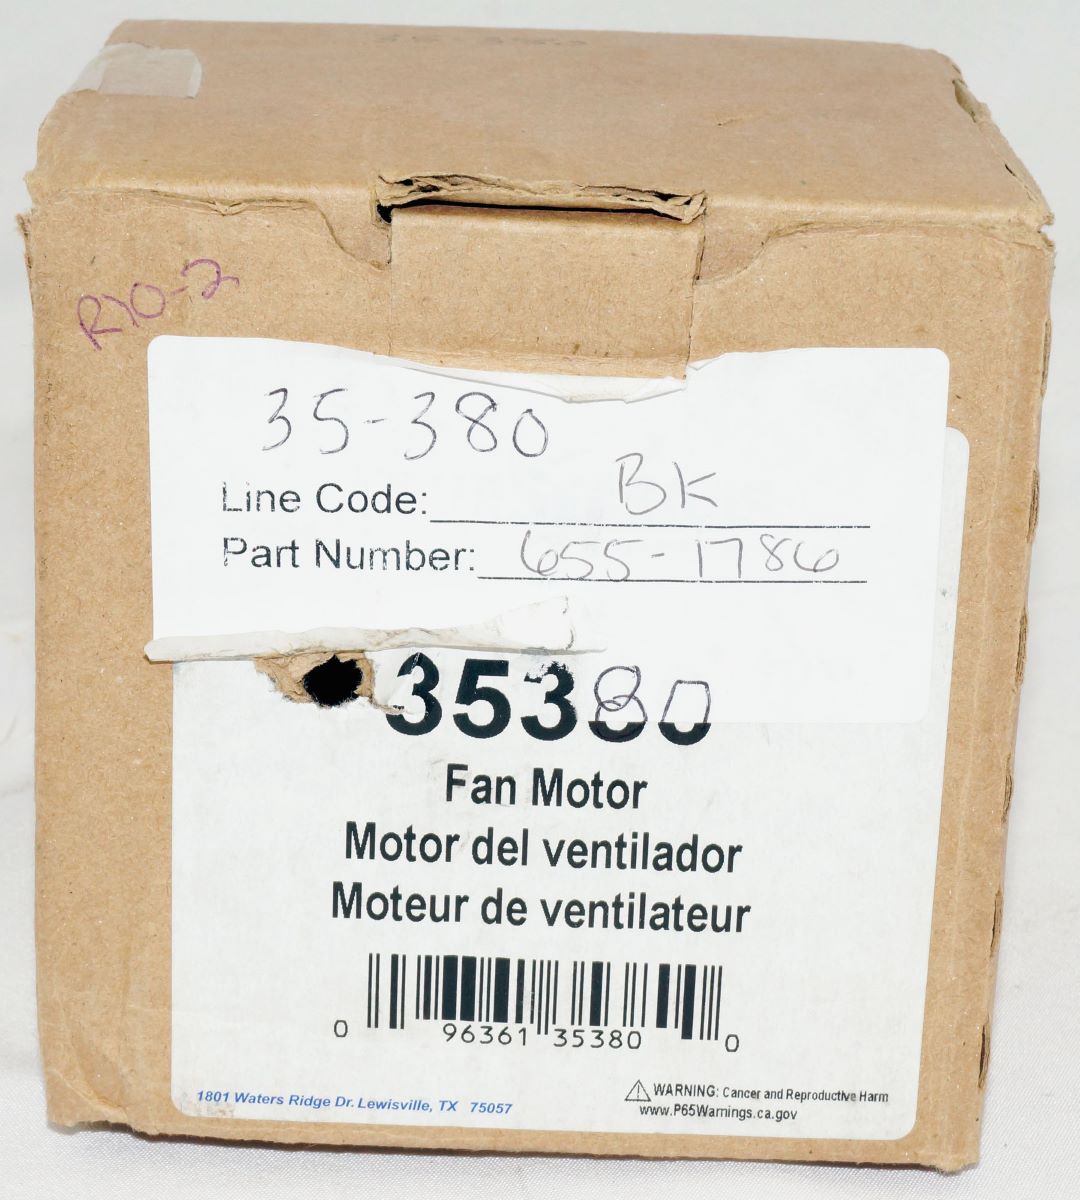 R10-2
35-380
Line Code: BK
Part Number: 655-1786
35380
Fan Motor
Motor del ventilador
Moteur de ventilateur
0 96361 35380 0
1801 Waters Ridge Dr. Lewisville, TX 75057
WARNING: Cancer and Reproductive Harm
www.P65Warnings.ca.gov